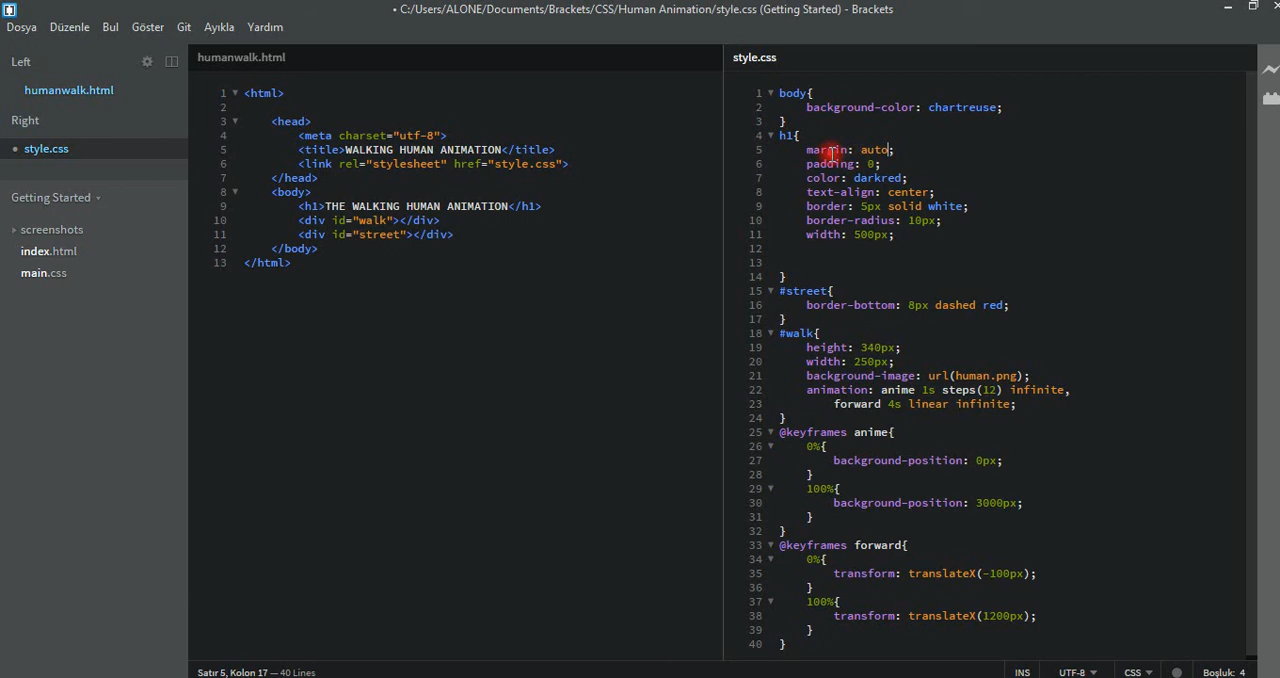 • C:/Users/ALONE/Documents/Brackets/CSS/Human Animation/style.css (Getting Started) - Brackets
Dosya Düzenle Bul Göster Git Ayıkla Yardım
Left
humanwalk.html
Right
• style.css
Getting Started
screenshots
index.html
main.css
humanwalk.html
1 <html>
2
3 <head>
4 <meta charset="utf-8">
5 <title>WALKING HUMAN ANIMATION</title>
6 <link rel="stylesheet" href="style.css">
7 </head>
8 <body>
9 <h1>THE WALKING HUMAN ANIMATION</h1>
10 <div id="walk"></div>
11 <div id="street"></div>
12 </body>
13 </html>
style.css
1 body{
2 background-color: chartreuse;
3 }
4 h1{
5 margin: auto;
6 padding: 0;
7 color: darkred;
8 text-align: center;
9 border: 5px solid white;
10 border-radius: 10px;
11 width: 500px;
12
13
14 }
15 #street{
16 border-bottom: 8px dashed red;
17 }
18 #walk{
19 height: 340px;
20 width: 250px;
21 background-image: url(human.png);
22 animation: anime 1s steps(12) infinite,
23 forward 4s linear infinite;
24 }
25 @keyframes anime{
26 0%{
27 background-position: 0px;
28 }
29 100%{
30 background-position: 3000px;
31 }
32 }
33 @keyframes forward{
34 0%{
35 transform: translateX(-100px);
36 }
37 100%{
38 transform: translateX(1200px);
39 }
40 }
Satır 5, Kolon 17 — 40 Lines
INS UTF-8 CSS Boşluk: 4